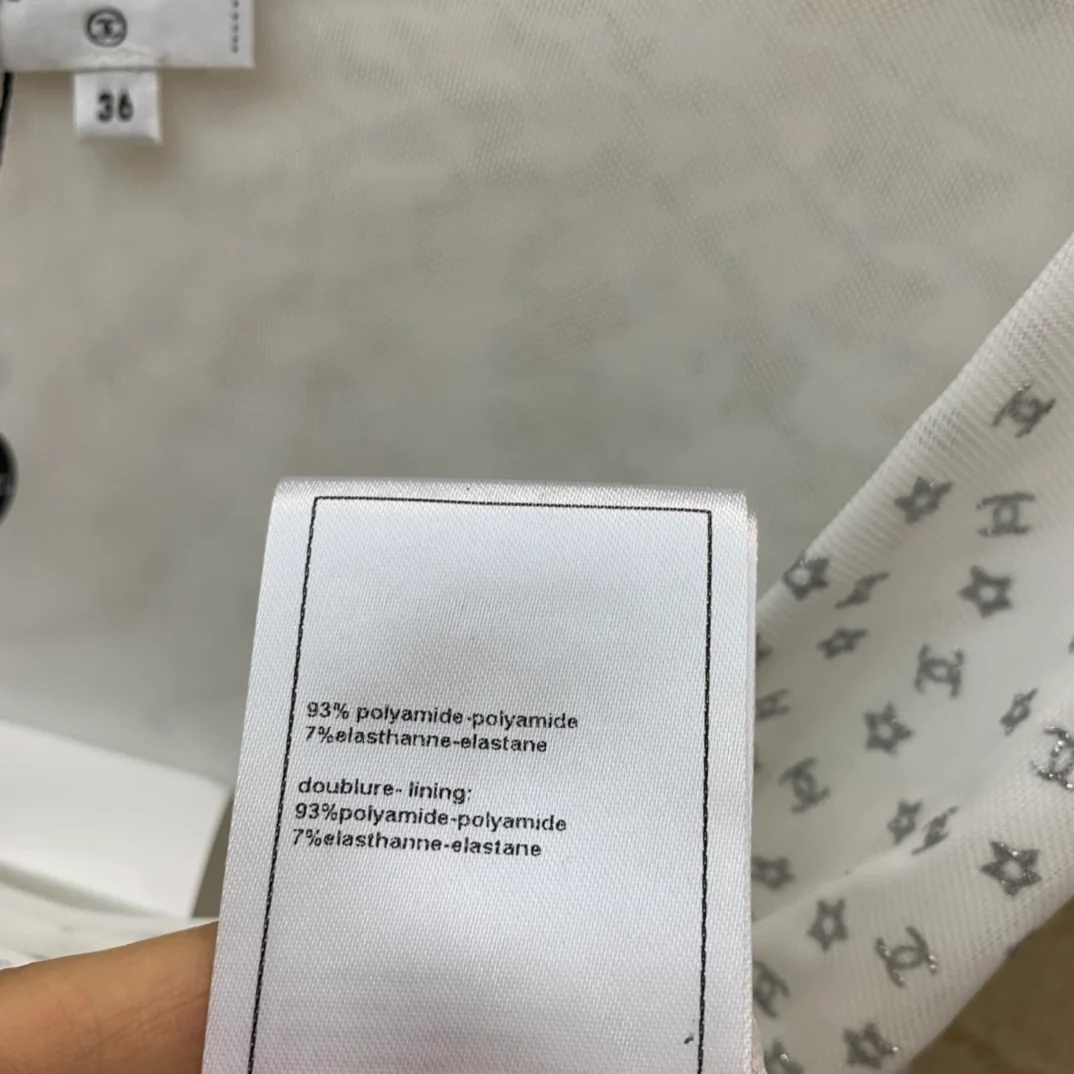 36
93% polyamide-polyamide
7%elasthanne-elastane
doublure- lining:
93%polyamide-polyamide
7%elasthanne-elastane